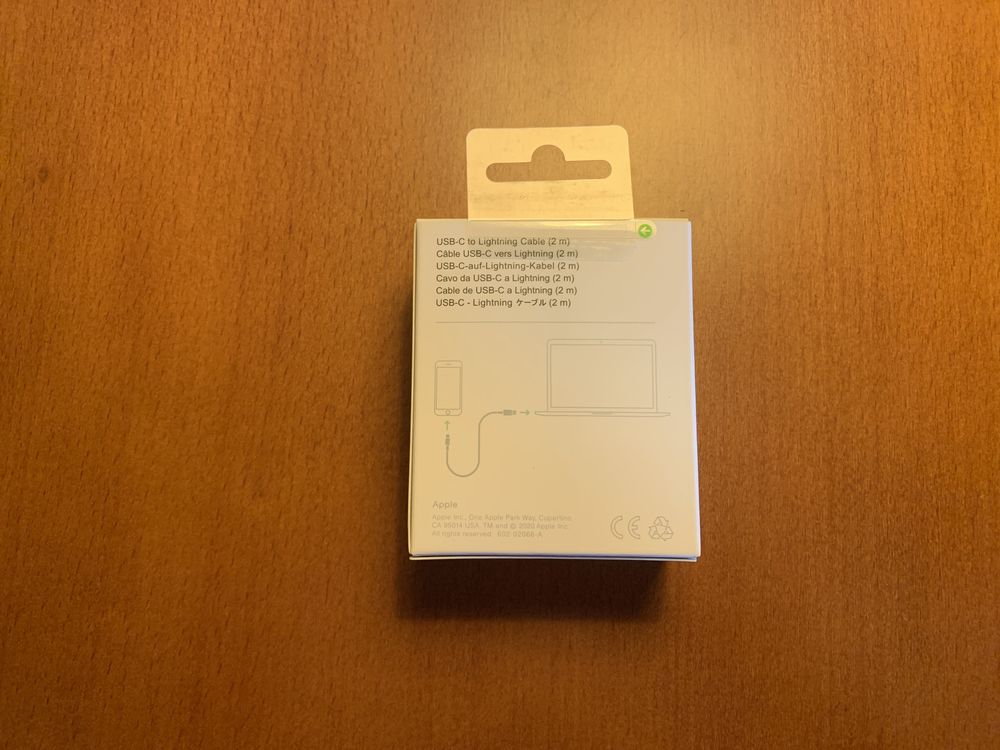 USB-C to Lightning Cable (2 m)
Câble USB-C vers Lightning (2 m)
USB-C-auf-Lightning-Kabel (2 m)
Cavo da USB-C a Lightning (2 m)
Cable de USB-C a Lightning (2 m)
USB-C - Lightning ケーブル (2 m)
Apple
Apple Inc., One Apple Park Way, Cupertino,
CA 95014 USA. TM and © 2020 Apple Inc.
All rights reserved. 602-02088-A
CE